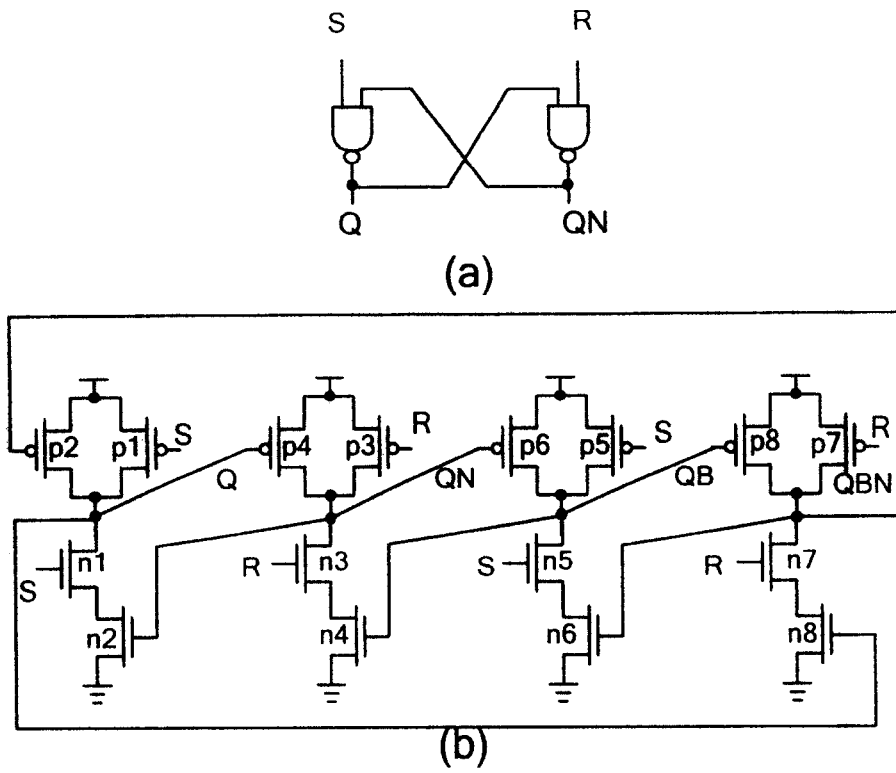 S R
Q QN
(a)
p2 p1 S p4 p3 R p6 p5 S p8 p7 R
Q QN QB QBN
n1 R n3 S n5 R n7
S
n2 n4 n6 n8
(b)